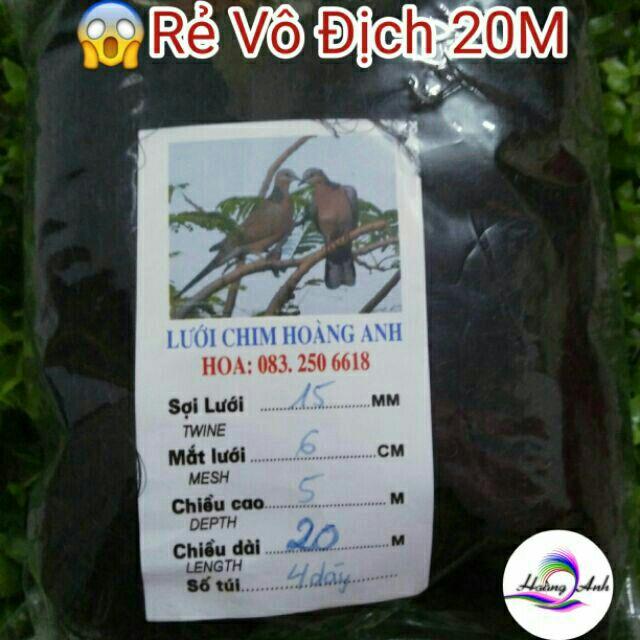 Rẻ Vô Địch 20M
LƯỚI CHIM HOÀNG ANH
HOA: 083. 250 6618
Sợi Lưới ..........15..........MM
TWINE
Mắt lưới..........6..........CM
MESH
Chiều cao..........5..........M
DEPTH
Chiều dài..........20..........M
LENGTH
Số túi..........4 dây
Hoàng Anh